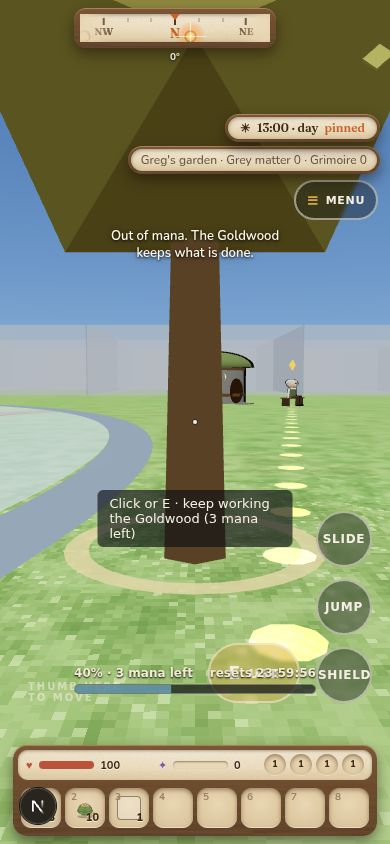 NW N NE
0°
☀ 13:00 · day pinned
Greg's garden · Grey matter 0 · Grimoire 0
≡ MENU
Out of mana. The Goldwood
keeps what is done.
Click or E · keep working
the Goldwood (3 mana
left)
SLIDE
JUMP
SHIELD
40% · 3 mana left
resets 23:59:56
THUMB
TO MOVE
♥ 100 ✦ 0 1 1 1 1
N 2 10 3 1 4 5 6 7 8